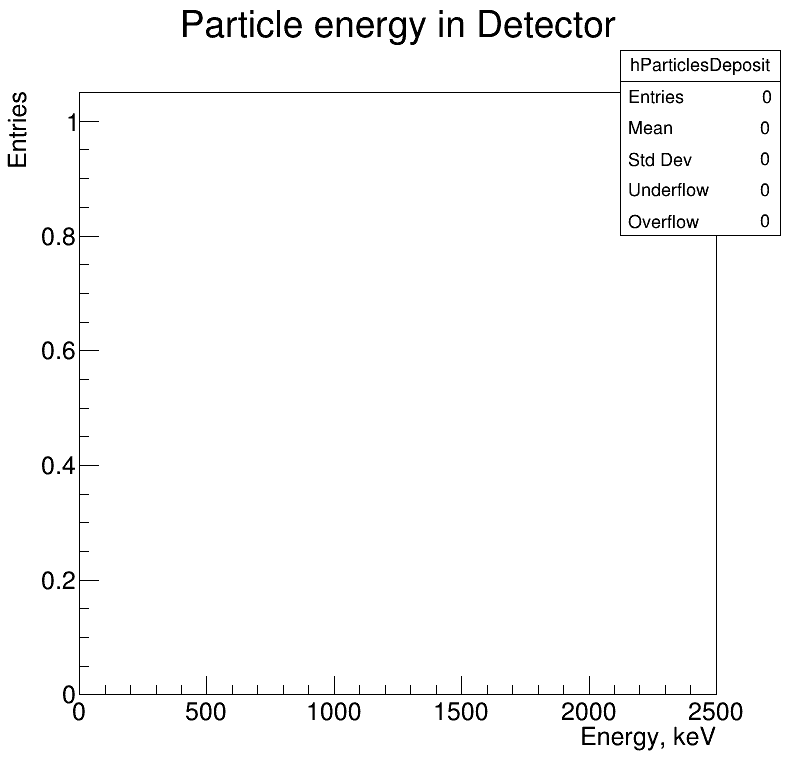 Particle energy in Detector
hParticlesDeposit
Entries 0
Mean 0
Std Dev 0
Underflow 0
Overflow 0
Entries
1
0.8
0.6
0.4
0.2
0
0 500 1000 1500 2000 2500
Energy, keV